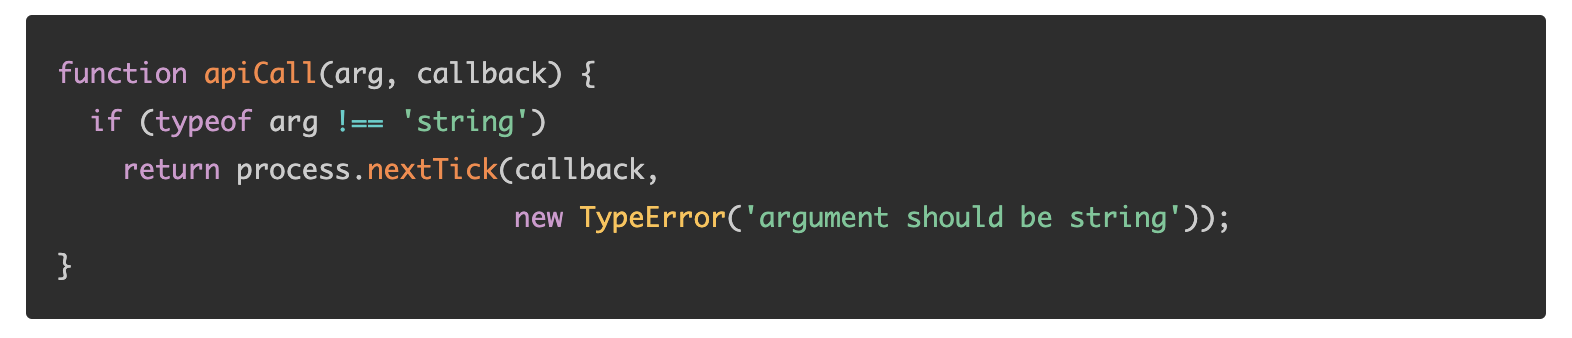 function apiCall(arg, callback) {
  if (typeof arg !== 'string')
    return process.nextTick(callback,
                            new TypeError('argument should be string'));
}